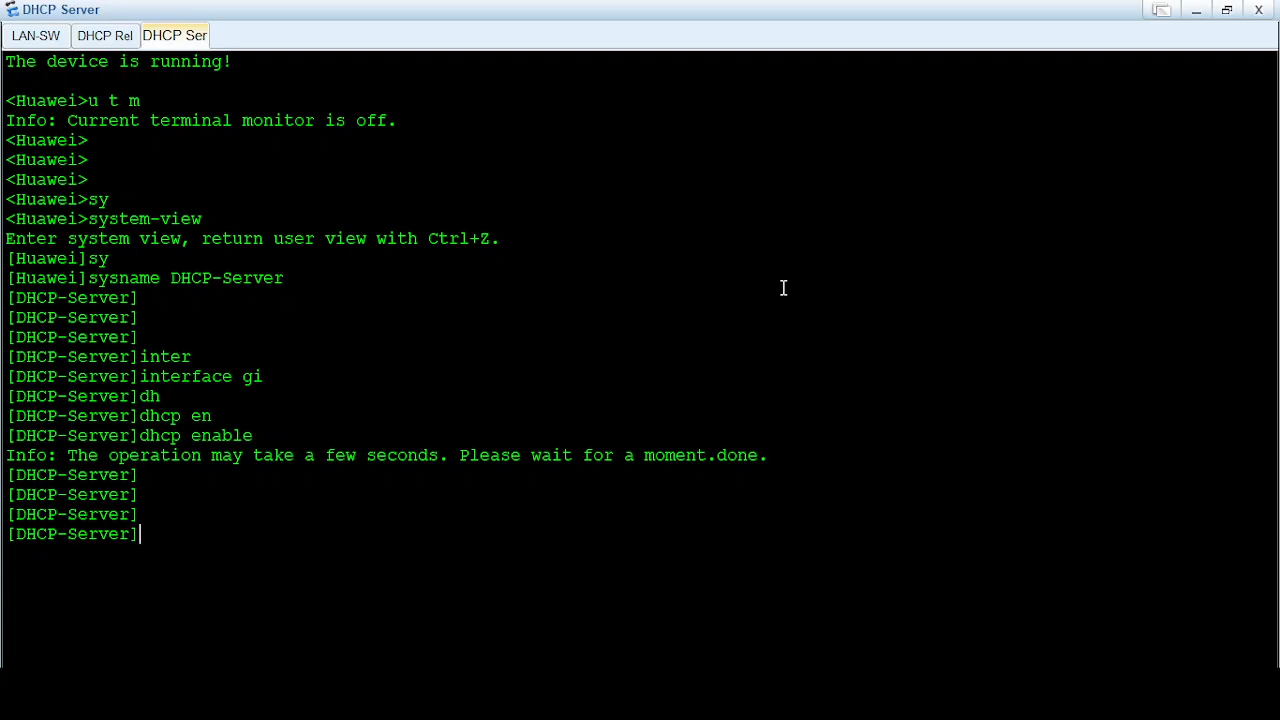 DHCP Server
X
LAN-SW DHCP Rel DHCP Ser
The device is running!
<Huawei>u t m
Info: Current terminal monitor is off.
<Huawei>
<Huawei>
<Huawei>
<Huawei>sy
<Huawei>system-view
Enter system view, return user view with Ctrl+Z.
[Huawei]sy
[Huawei]sysname DHCP-Server
[DHCP-Server]
[DHCP-Server]
[DHCP-Server]
[DHCP-Server]inter
[DHCP-Server]interface gi
[DHCP-Server]dh
[DHCP-Server]dhcp en
[DHCP-Server]dhcp enable
Info: The operation may take a few seconds. Please wait for a moment.done.
[DHCP-Server]
[DHCP-Server]
[DHCP-Server]
[DHCP-Server]